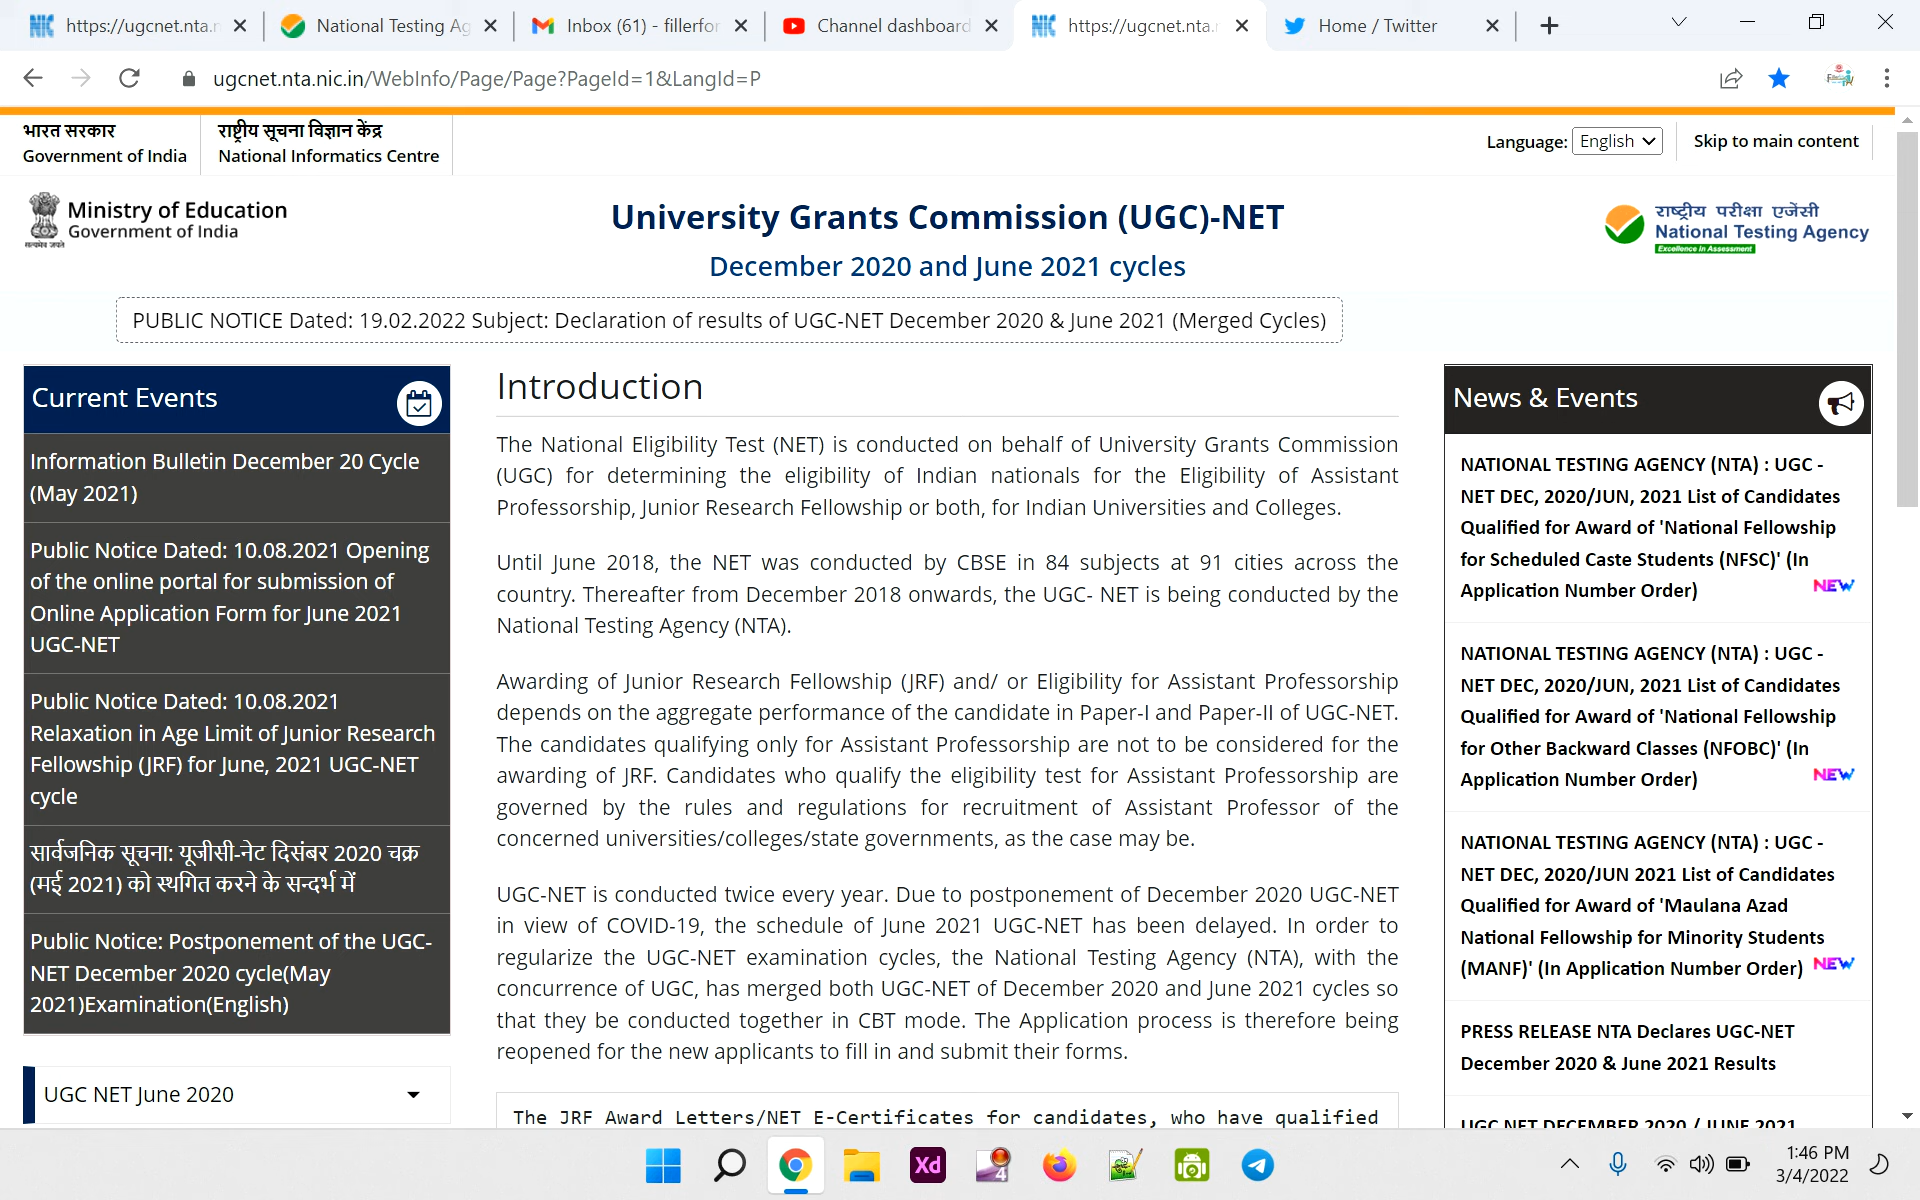 https://ugcnet.nta.n
National Testing Ag
Inbox (61) - fillerfor
Channel dashboard
https://ugcnet.nta.n
Home / Twitter
ugcnet.nta.nic.in/WebInfo/Page/Page?PageId=1&LangId=P
भारत सरकार
Government of India
राष्ट्रीय सूचना विज्ञान केंद्र
National Informatics Centre
Language: English
Skip to main content
Ministry of Education
Government of India
सत्यमेव जयते
University Grants Commission (UGC)-NET
December 2020 and June 2021 cycles
राष्ट्रीय परीक्षा एजेंसी
National Testing Agency
Excellence in Assessment
PUBLIC NOTICE Dated: 19.02.2022 Subject: Declaration of results of UGC-NET December 2020 & June 2021 (Merged Cycles)
Current Events
Information Bulletin December 20 Cycle
(May 2021)
Public Notice Dated: 10.08.2021 Opening
of the online portal for submission of
Online Application Form for June 2021
UGC-NET
Public Notice Dated: 10.08.2021
Relaxation in Age Limit of Junior Research
Fellowship (JRF) for June, 2021 UGC-NET
cycle
सार्वजनिक सूचना: यूजीसी-नेट दिसंबर 2020 चक्र
(मई 2021) को स्थगित करने के सन्दर्भ में
Public Notice: Postponement of the UGC-
NET December 2020 cycle(May
2021)Examination(English)
UGC NET June 2020
Introduction
The National Eligibility Test (NET) is conducted on behalf of University Grants Commission
(UGC) for determining the eligibility of Indian nationals for the Eligibility of Assistant
Professorship, Junior Research Fellowship or both, for Indian Universities and Colleges.
Until June 2018, the NET was conducted by CBSE in 84 subjects at 91 cities across the
country. Thereafter from December 2018 onwards, the UGC- NET is being conducted by the
National Testing Agency (NTA).
Awarding of Junior Research Fellowship (JRF) and/ or Eligibility for Assistant Professorship
depends on the aggregate performance of the candidate in Paper-I and Paper-II of UGC-NET.
The candidates qualifying only for Assistant Professorship are not to be considered for the
awarding of JRF. Candidates who qualify the eligibility test for Assistant Professorship are
governed by the rules and regulations for recruitment of Assistant Professor of the
concerned universities/colleges/state governments, as the case may be.
UGC-NET is conducted twice every year. Due to postponement of December 2020 UGC-NET
in view of COVID-19, the schedule of June 2021 UGC-NET has been delayed. In order to
regularize the UGC-NET examination cycles, the National Testing Agency (NTA), with the
concurrence of UGC, has merged both UGC-NET of December 2020 and June 2021 cycles so
that they be conducted together in CBT mode. The Application process is therefore being
reopened for the new applicants to fill in and submit their forms.
The JRF Award Letters/NET E-Certificates for candidates, who have qualified
News & Events
NATIONAL TESTING AGENCY (NTA) : UGC -
NET DEC, 2020/JUN, 2021 List of Candidates
Qualified for Award of 'National Fellowship
for Scheduled Caste Students (NFSC)' (In
Application Number Order) NEW
NATIONAL TESTING AGENCY (NTA) : UGC -
NET DEC, 2020/JUN, 2021 List of Candidates
Qualified for Award of 'National Fellowship
for Other Backward Classes (NFOBC)' (In
Application Number Order) NEW
NATIONAL TESTING AGENCY (NTA) : UGC -
NET DEC, 2020/JUN 2021 List of Candidates
Qualified for Award of 'Maulana Azad
National Fellowship for Minority Students
(MANF)' (In Application Number Order) NEW
PRESS RELEASE NTA Declares UGC-NET
December 2020 & June 2021 Results
UGC NET DECEMBER 2020 / JUNE 2021
Xd
4
1:46 PM
3/4/2022